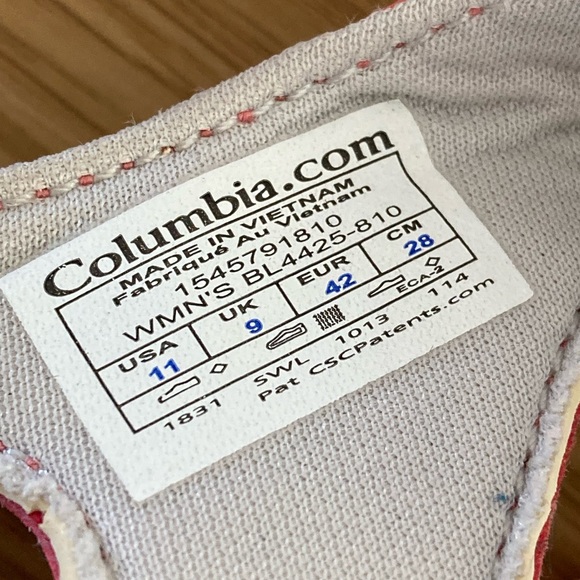 Columbia.com
MADE IN VIETNAM
Fabriqué Au Vietnam
1545791810
WMN'S BL4425-810
USA UK EUR CM
11 9 42 28
ECA-2
1831 SWL 1013 114
Pat CSCPatents.com